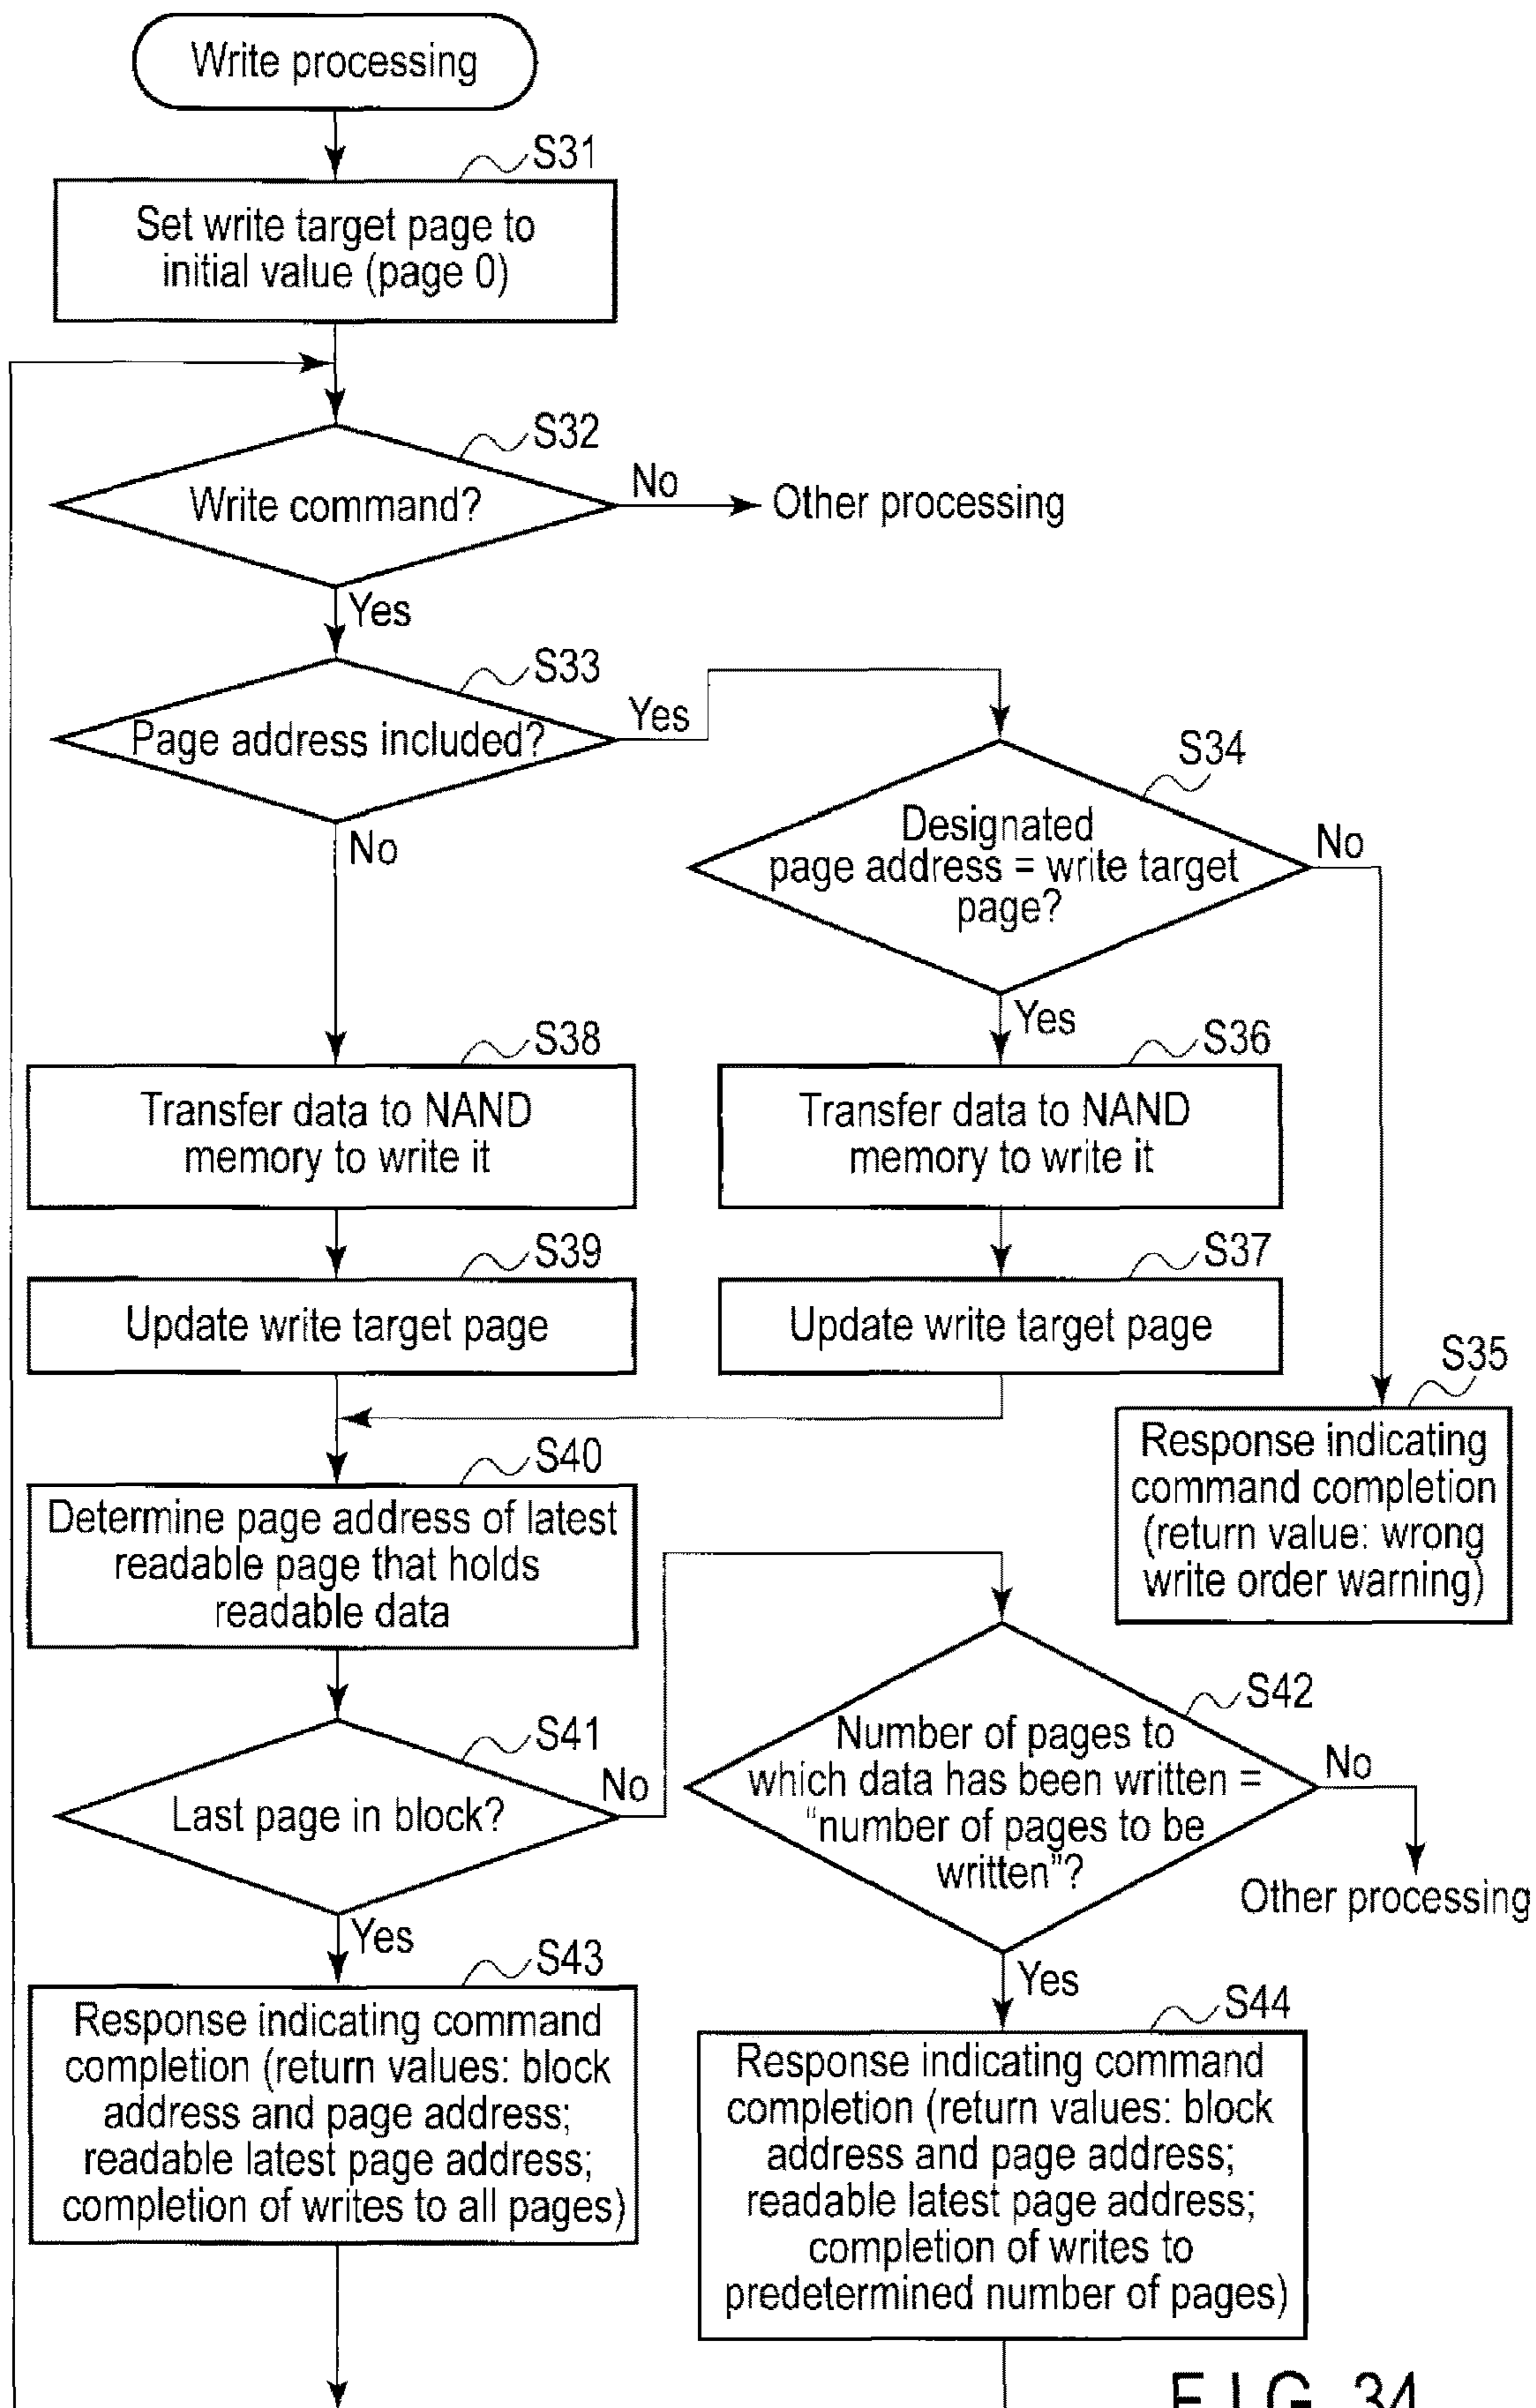 Write processing
S31
Set write target page to
initial value (page 0)
S32
Write command?
No
Other processing
Yes
S33
Page address included?
Yes
No
S34
Designated
page address = write target
page?
No
Yes
S38
Transfer data to NAND
memory to write it
S36
Transfer data to NAND
memory to write it
S39
Update write target page
S37
Update write target page
S35
Response indicating
command completion
(return value: wrong
write order warning)
S40
Determine page address of latest
readable page that holds
readable data
S41
Last page in block?
No
Yes
S42
Number of pages to
which data has been written =
"number of pages to be
written"?
No
Other processing
Yes
S43
Response indicating command
completion (return values: block
address and page address;
readable latest page address;
completion of writes to all pages)
S44
Response indicating command
completion (return values: block
address and page address;
readable latest page address;
completion of writes to
predetermined number of pages)
FIG. 34